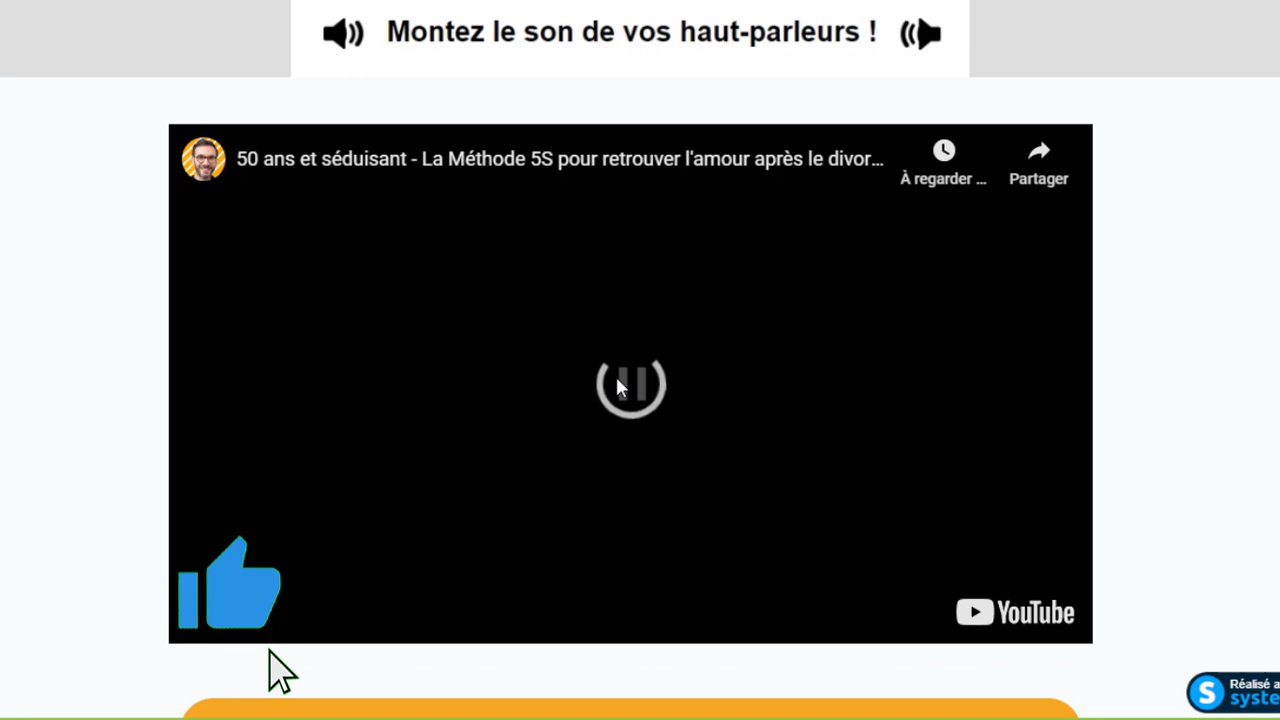 Montez le son de vos haut-parleurs !
50 ans et séduisant - La Méthode 5S pour retrouver l'amour après le divor...
À regarder ...
Partager
YouTube
Réalisé a
syste